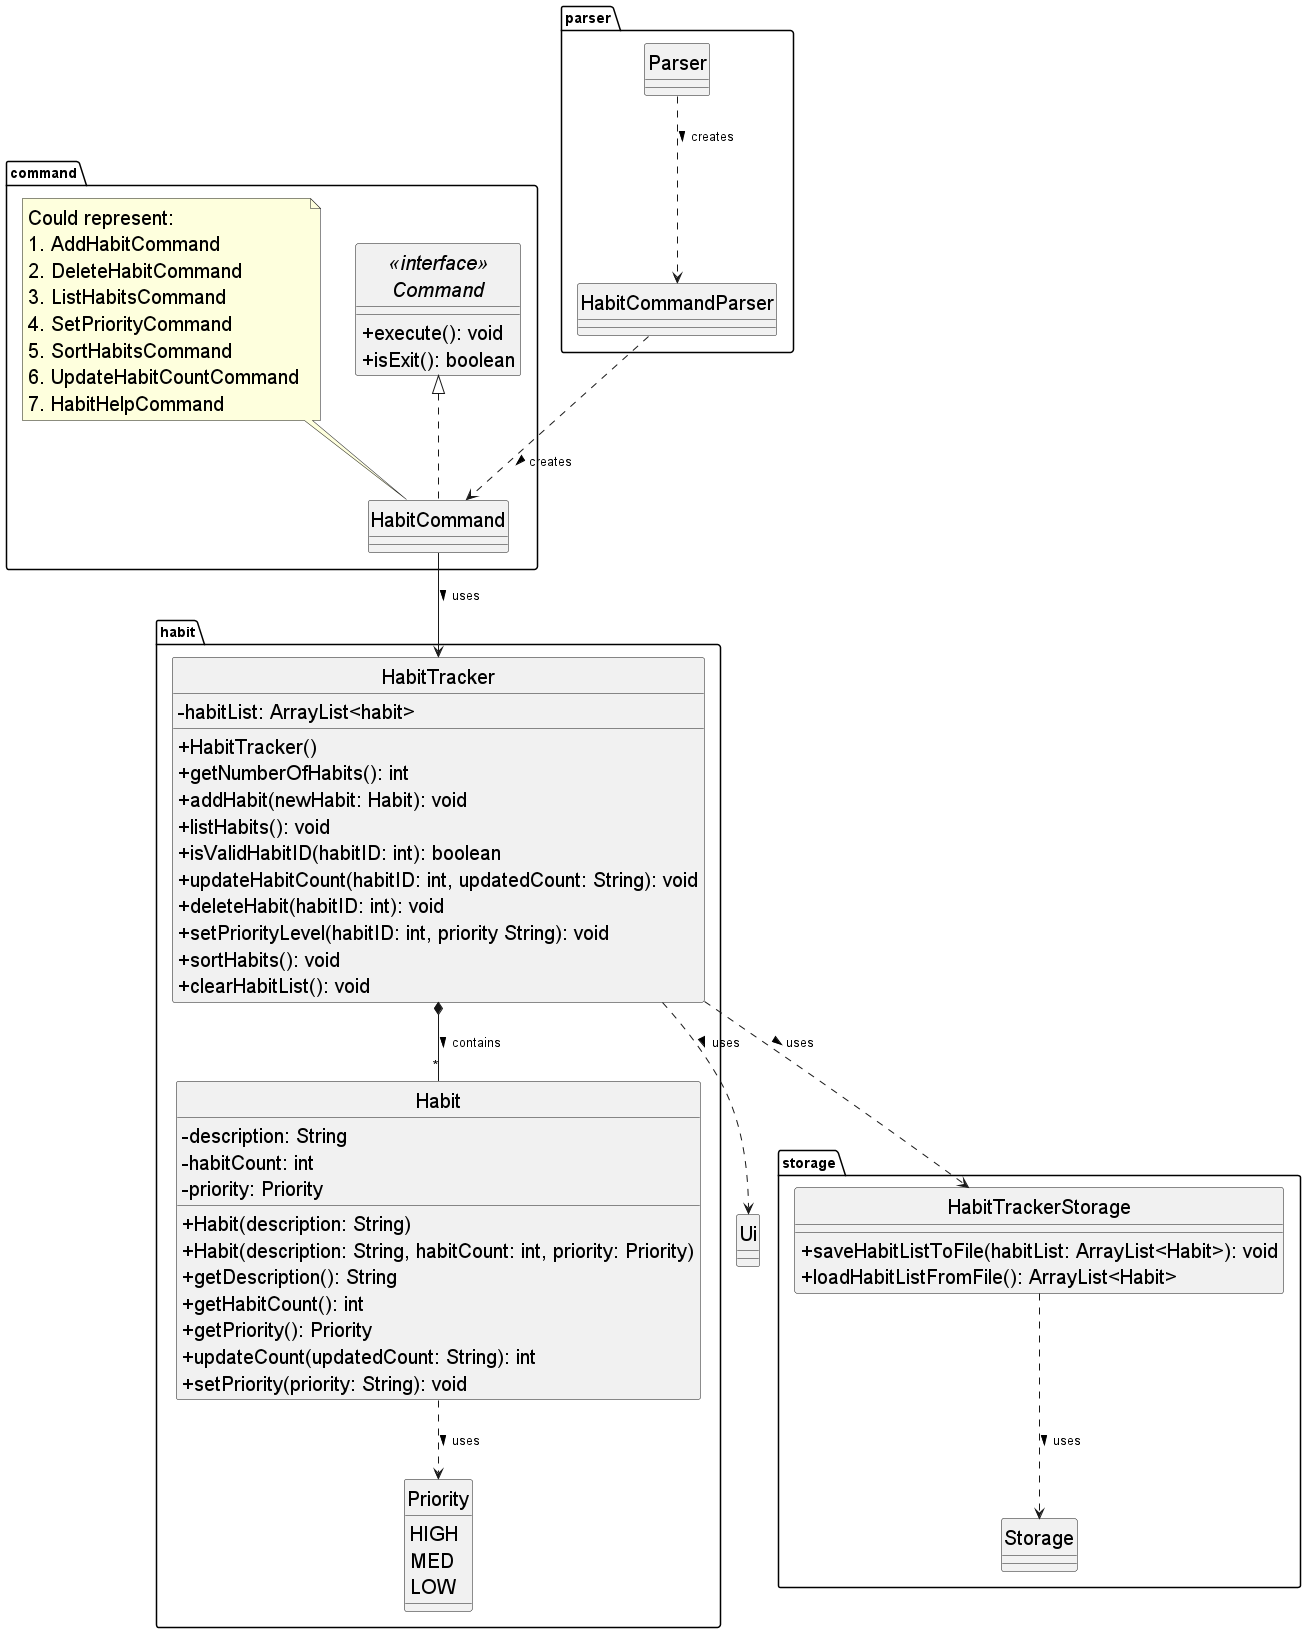 parser
Parser
creates
HabitCommandParser
command
Could represent:
1. AddHabitCommand
2. DeleteHabitCommand
3. ListHabitsCommand
4. SetPriorityCommand
5. SortHabitsCommand
6. UpdateHabitCountCommand
7. HabitHelpCommand
«interface»
Command
+execute(): void
+isExit(): boolean
creates
HabitCommand
uses
habit
HabitTracker
-habitList: ArrayList<habit>
+HabitTracker()
+getNumberOfHabits(): int
+addHabit(newHabit: Habit): void
+listHabits(): void
+isValidHabitID(habitID: int): boolean
+updateHabitCount(habitID: int, updatedCount: String): void
+deleteHabit(habitID: int): void
+setPriorityLevel(habitID: int, priority String): void
+sortHabits(): void
+clearHabitList(): void
contains
*
uses
uses
Habit
-description: String
-habitCount: int
-priority: Priority
+Habit(description: String)
+Habit(description: String, habitCount: int, priority: Priority)
+getDescription(): String
+getHabitCount(): int
+getPriority(): Priority
+updateCount(updatedCount: String): int
+setPriority(priority: String): void
Ui
storage
HabitTrackerStorage
+saveHabitListToFile(habitList: ArrayList<Habit>): void
+loadHabitListFromFile(): ArrayList<Habit>
uses
uses
Priority
HIGH
MED
LOW
Storage